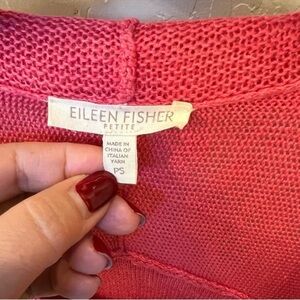 EILEEN FISHER
PETITE
MADE IN
CHINA OF
ITALIAN
YARN
PS